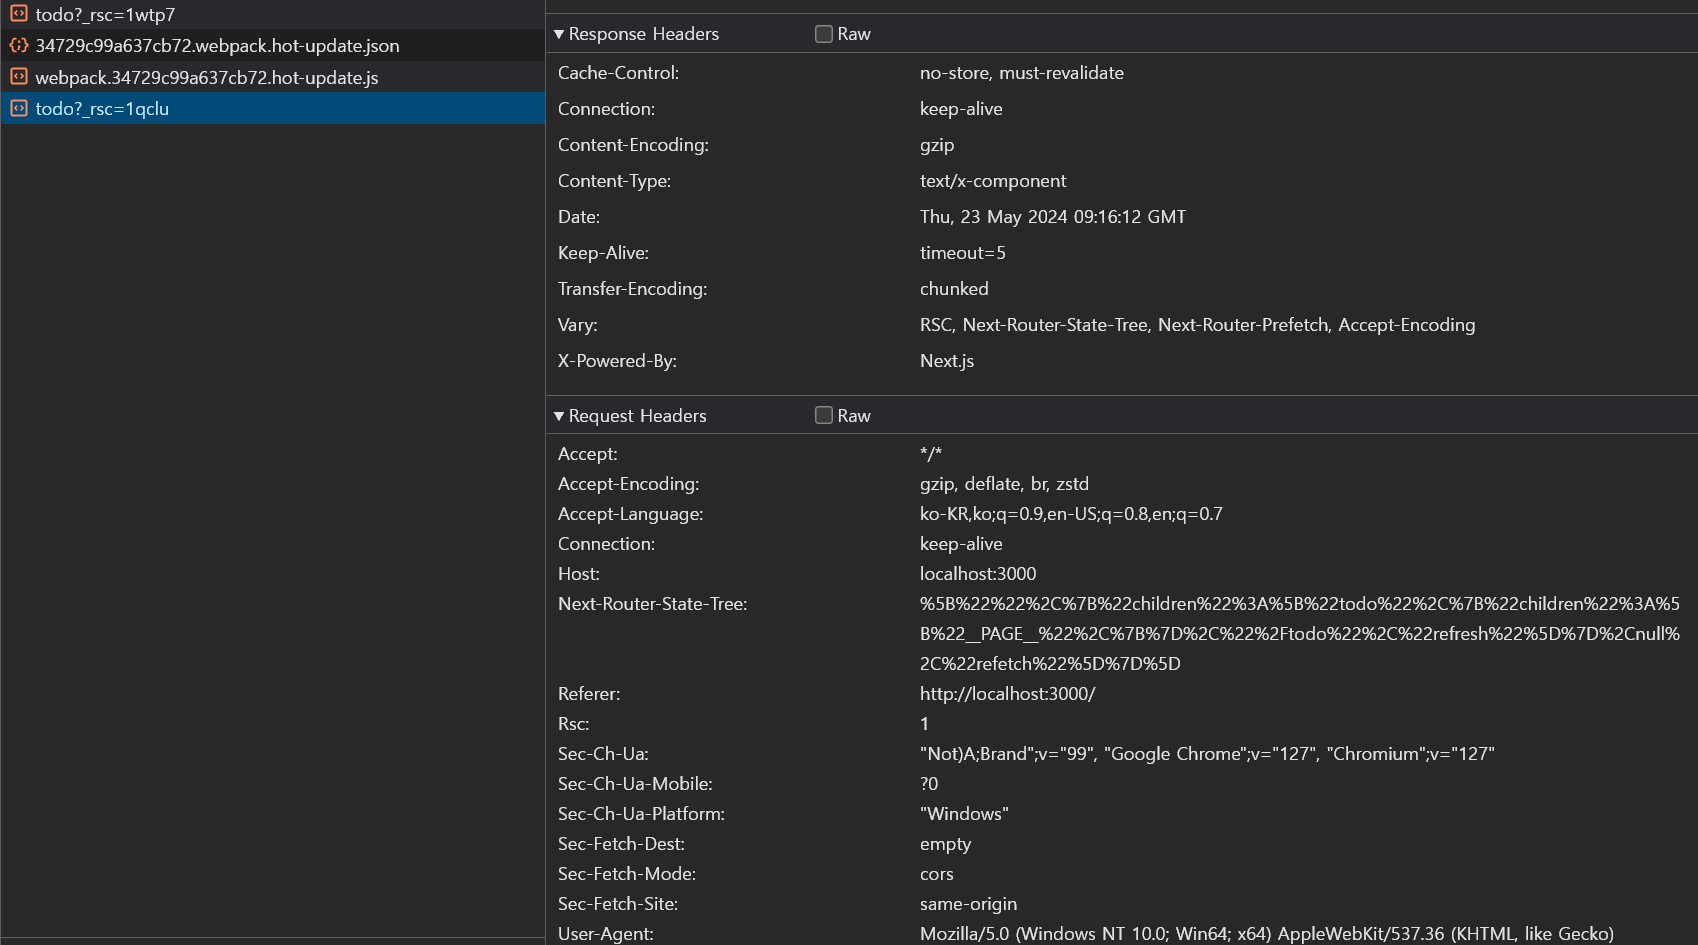 todo?_rsc=1wtp7
34729c99a637cb72.webpack.hot-update.json
webpack.34729c99a637cb72.hot-update.js
todo?_rsc=1qclu
▼ Response Headers Raw
Cache-Control: no-store, must-revalidate
Connection: keep-alive
Content-Encoding: gzip
Content-Type: text/x-component
Date: Thu, 23 May 2024 09:16:12 GMT
Keep-Alive: timeout=5
Transfer-Encoding: chunked
Vary: RSC, Next-Router-State-Tree, Next-Router-Prefetch, Accept-Encoding
X-Powered-By: Next.js
▼ Request Headers Raw
Accept: */*
Accept-Encoding: gzip, deflate, br, zstd
Accept-Language: ko-KR,ko;q=0.9,en-US;q=0.8,en;q=0.7
Connection: keep-alive
Host: localhost:3000
Next-Router-State-Tree: %5B%22%22%2C%7B%22children%22%3A%5B%22todo%22%2C%7B%22children%22%3A%5
B%22__PAGE__%22%2C%7B%7D%2C%22%2Ftodo%22%2C%22refresh%22%5D%7D%2Cnull%
2C%22refetch%22%5D%7D%5D
Referer: http://localhost:3000/
Rsc: 1
Sec-Ch-Ua: "Not)A;Brand";v="99", "Google Chrome";v="127", "Chromium";v="127"
Sec-Ch-Ua-Mobile: ?0
Sec-Ch-Ua-Platform: "Windows"
Sec-Fetch-Dest: empty
Sec-Fetch-Mode: cors
Sec-Fetch-Site: same-origin
User-Agent: Mozilla/5.0 (Windows NT 10.0; Win64; x64) AppleWebKit/537.36 (KHTML, like Gecko)